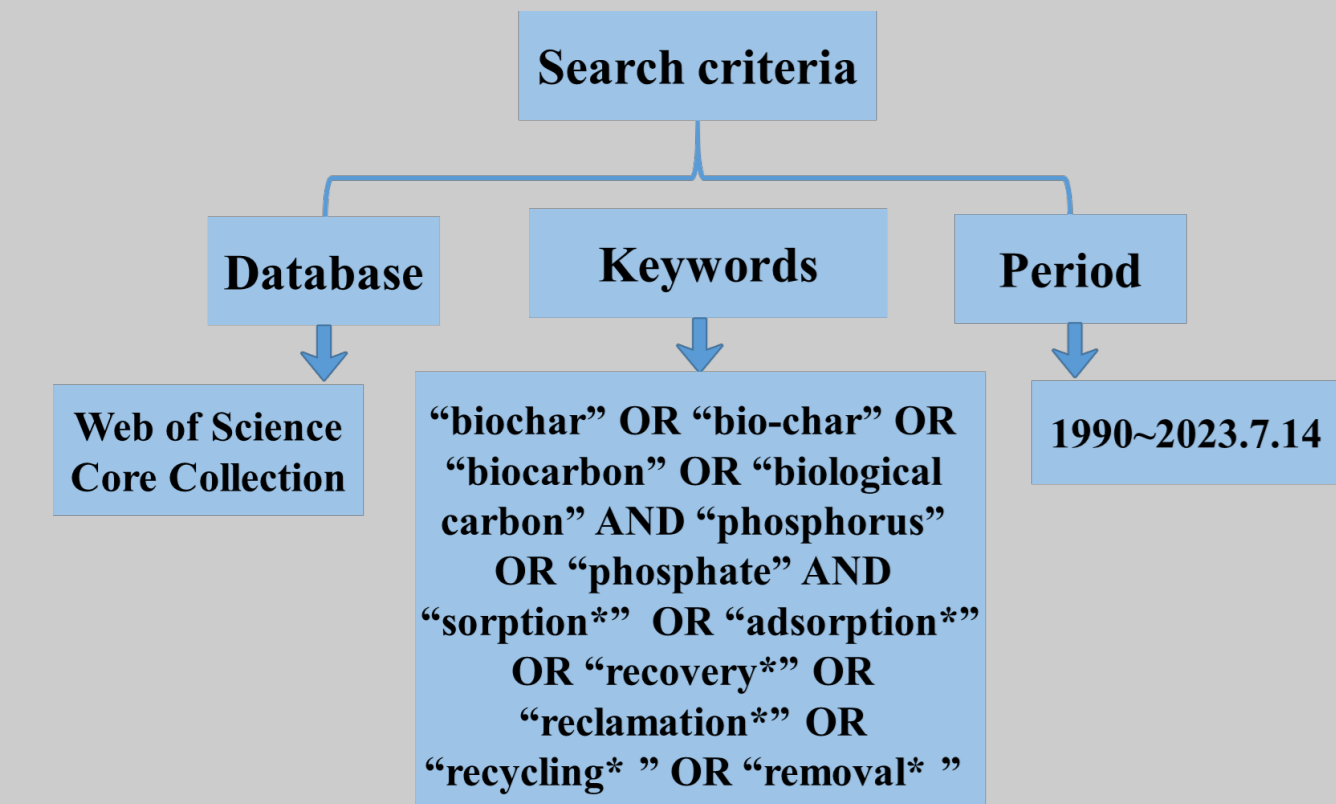 Search criteria
Database
Keywords
Period
Web of Science
Core Collection
“biochar” OR “bio-char” OR
“biocarbon” OR “biological
carbon” AND “phosphorus”
OR “phosphate” AND
“sorption*”  OR “adsorption*”
OR “recovery*” OR
“reclamation*” OR
“recycling* ” OR “removal* ”
1990~2023.7.14